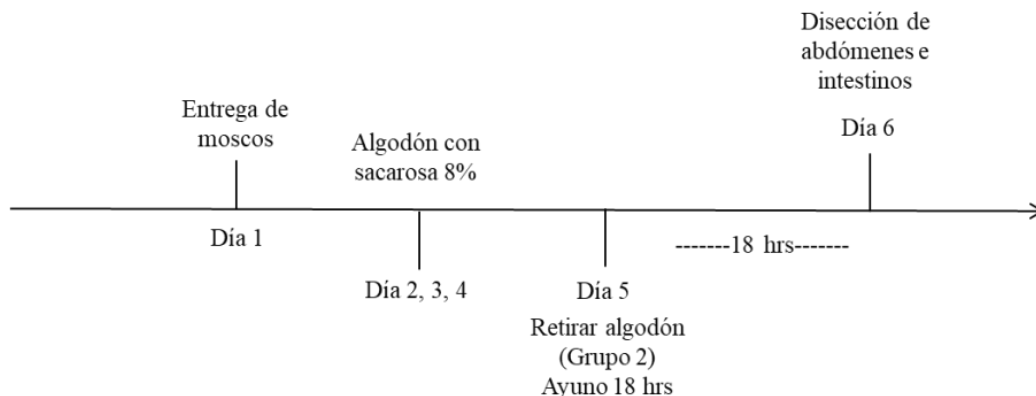 Entrega de
moscos
Día 1
Algodón con
sacarosa 8%
Día 2, 3, 4
Día 5
Retirar algodón
(Grupo 2)
Ayuno 18 hrs
-------18 hrs-------
Disección de
abdómenes e
intestinos
Día 6